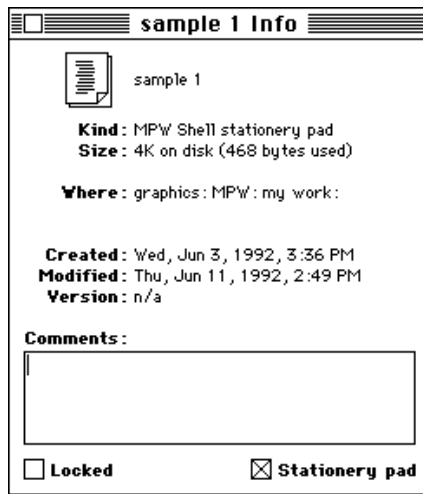 sample 1 Info
sample 1
Kind: MPW Shell stationery pad
Size: 4K on disk (468 bytes used)
Where: graphics: MPW: my work:
Created: Wed, Jun 3, 1992, 3:36 PM
Modified: Thu, Jun 11, 1992, 2:49 PM
Version: n/a
Comments:
Locked
Stationery pad